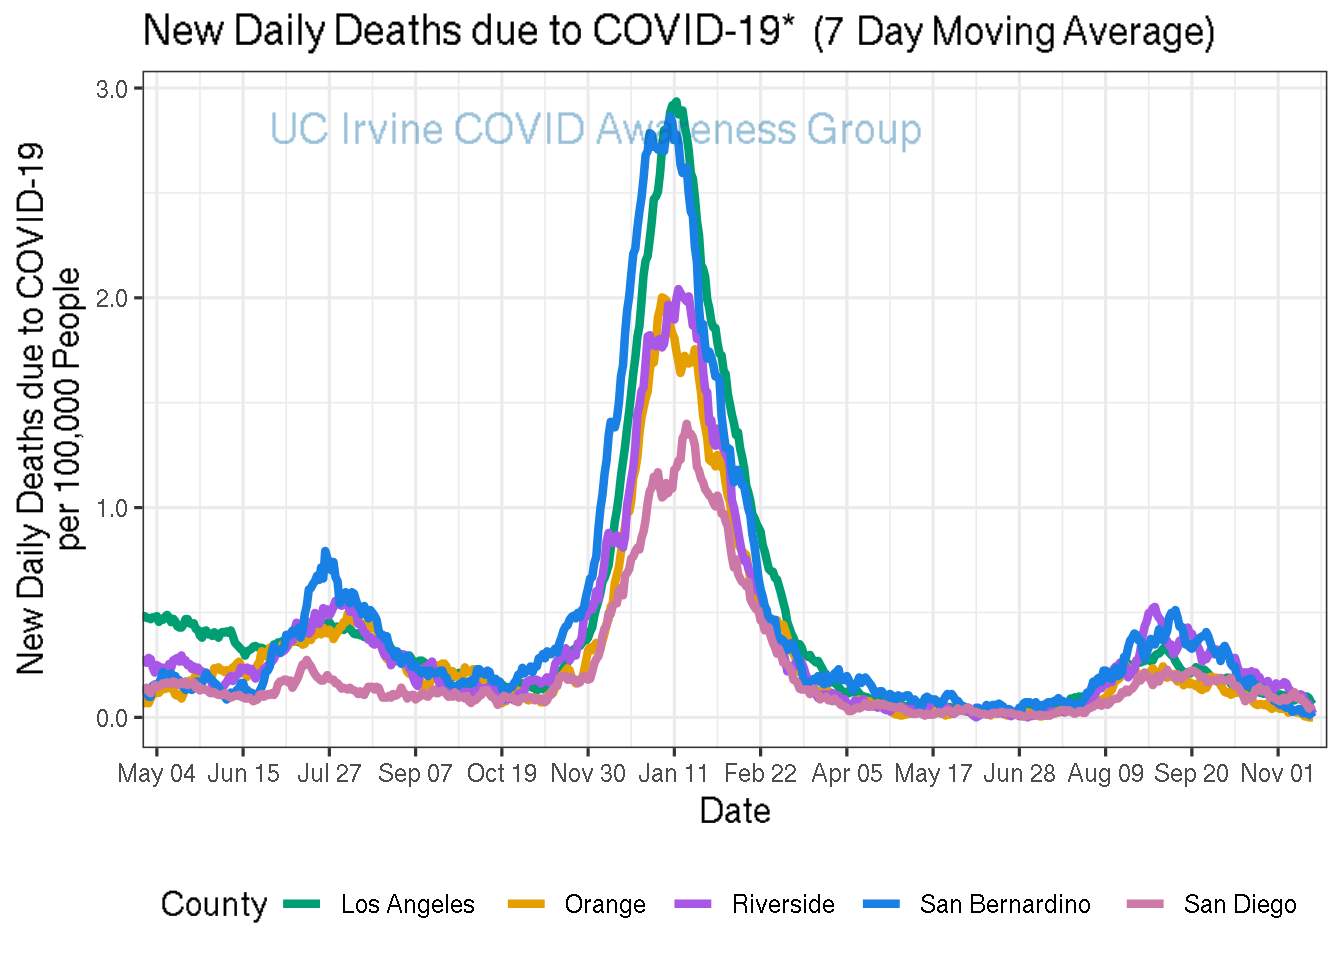 New Daily Deaths due to COVID-19* (7 Day Moving Average)
UC Irvine COVID Awareness Group
New Daily Deaths due to COVID-19
per 100,000 People
3.0
2.0
1.0
0.0
May 04 Jun 15 Jul 27 Sep 07 Oct 19 Nov 30 Jan 11 Feb 22 Apr 05 May 17 Jun 28 Aug 09 Sep 20 Nov 01
Date
County Los Angeles Orange Riverside San Bernardino San Diego